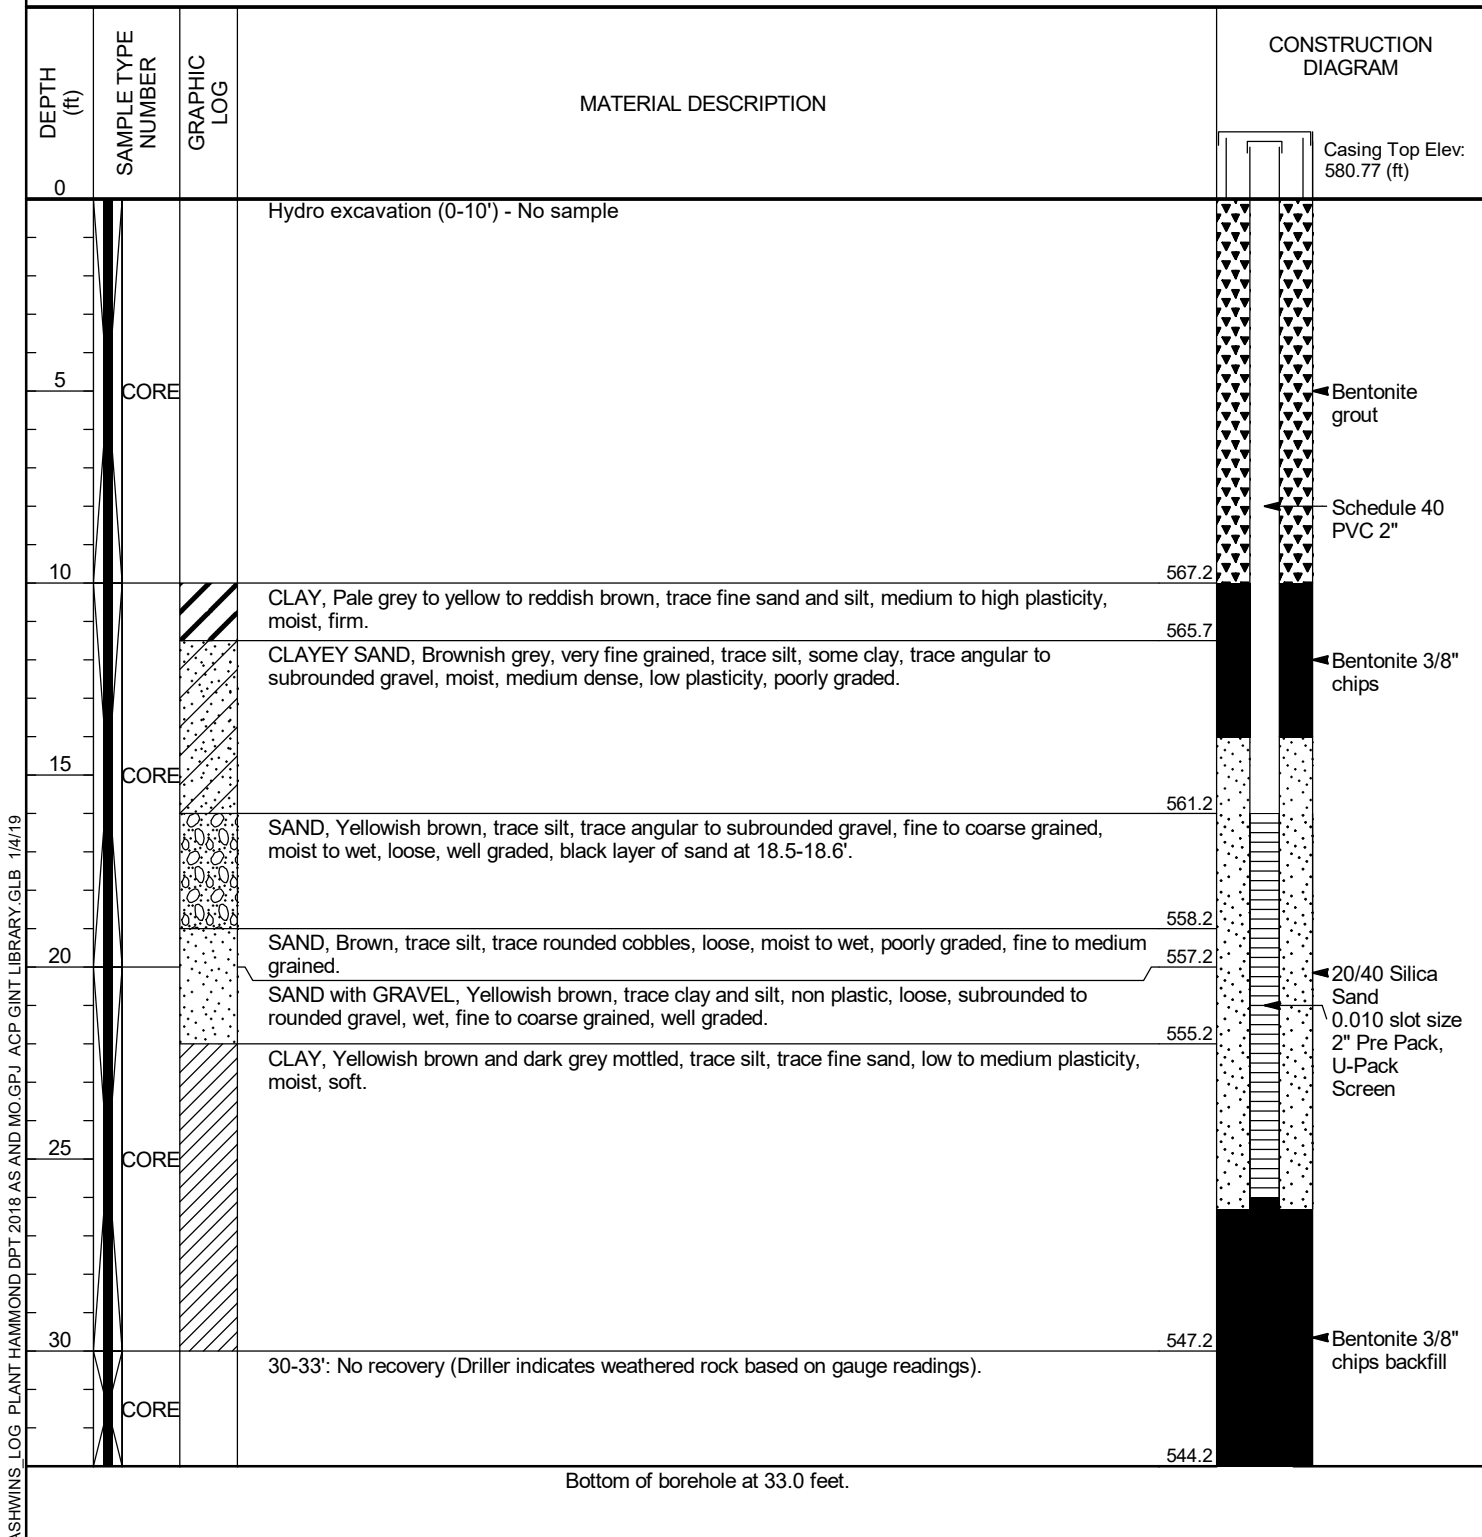 DEPTH
(ft)
SAMPLE TYPE
NUMBER
GRAPHIC
LOG
MATERIAL DESCRIPTION
CONSTRUCTION
DIAGRAM
Casing Top Elev:
580.77 (ft)
0
Hydro excavation (0-10') - No sample
5
CORE
Bentonite
grout
Schedule 40
PVC 2"
10
567.2
CLAY, Pale grey to yellow to reddish brown, trace fine sand and silt, medium to high plasticity,
moist, firm.
565.7
CLAYEY SAND, Brownish grey, very fine grained, trace silt, some clay, trace angular to
subrounded gravel, moist, medium dense, low plasticity, poorly graded.
Bentonite 3/8"
chips
15
CORE
561.2
SAND, Yellowish brown, trace silt, trace angular to subrounded gravel, fine to coarse grained,
moist to wet, loose, well graded, black layer of sand at 18.5-18.6'.
558.2
SAND, Brown, trace silt, trace rounded cobbles, loose, moist to wet, poorly graded, fine to medium
grained.
20
557.2
SAND with GRAVEL, Yellowish brown, trace clay and silt, non plastic, loose, subrounded to
rounded gravel, wet, fine to coarse grained, well graded.
20/40 Silica
Sand
0.010 slot size
2" Pre Pack,
U-Pack
Screen
555.2
CLAY, Yellowish brown and dark grey mottled, trace silt, trace fine sand, low to medium plasticity,
moist, soft.
25
CORE
30
547.2
Bentonite 3/8"
chips backfill
30-33': No recovery (Driller indicates weathered rock based on gauge readings).
CORE
544.2
Bottom of borehole at 33.0 feet.
ASHWINS_LOG PLANT HAMMOND DPT 2018 AS AND MO.GPJ ACP GINT LIBRARY.GLB 1/4/19